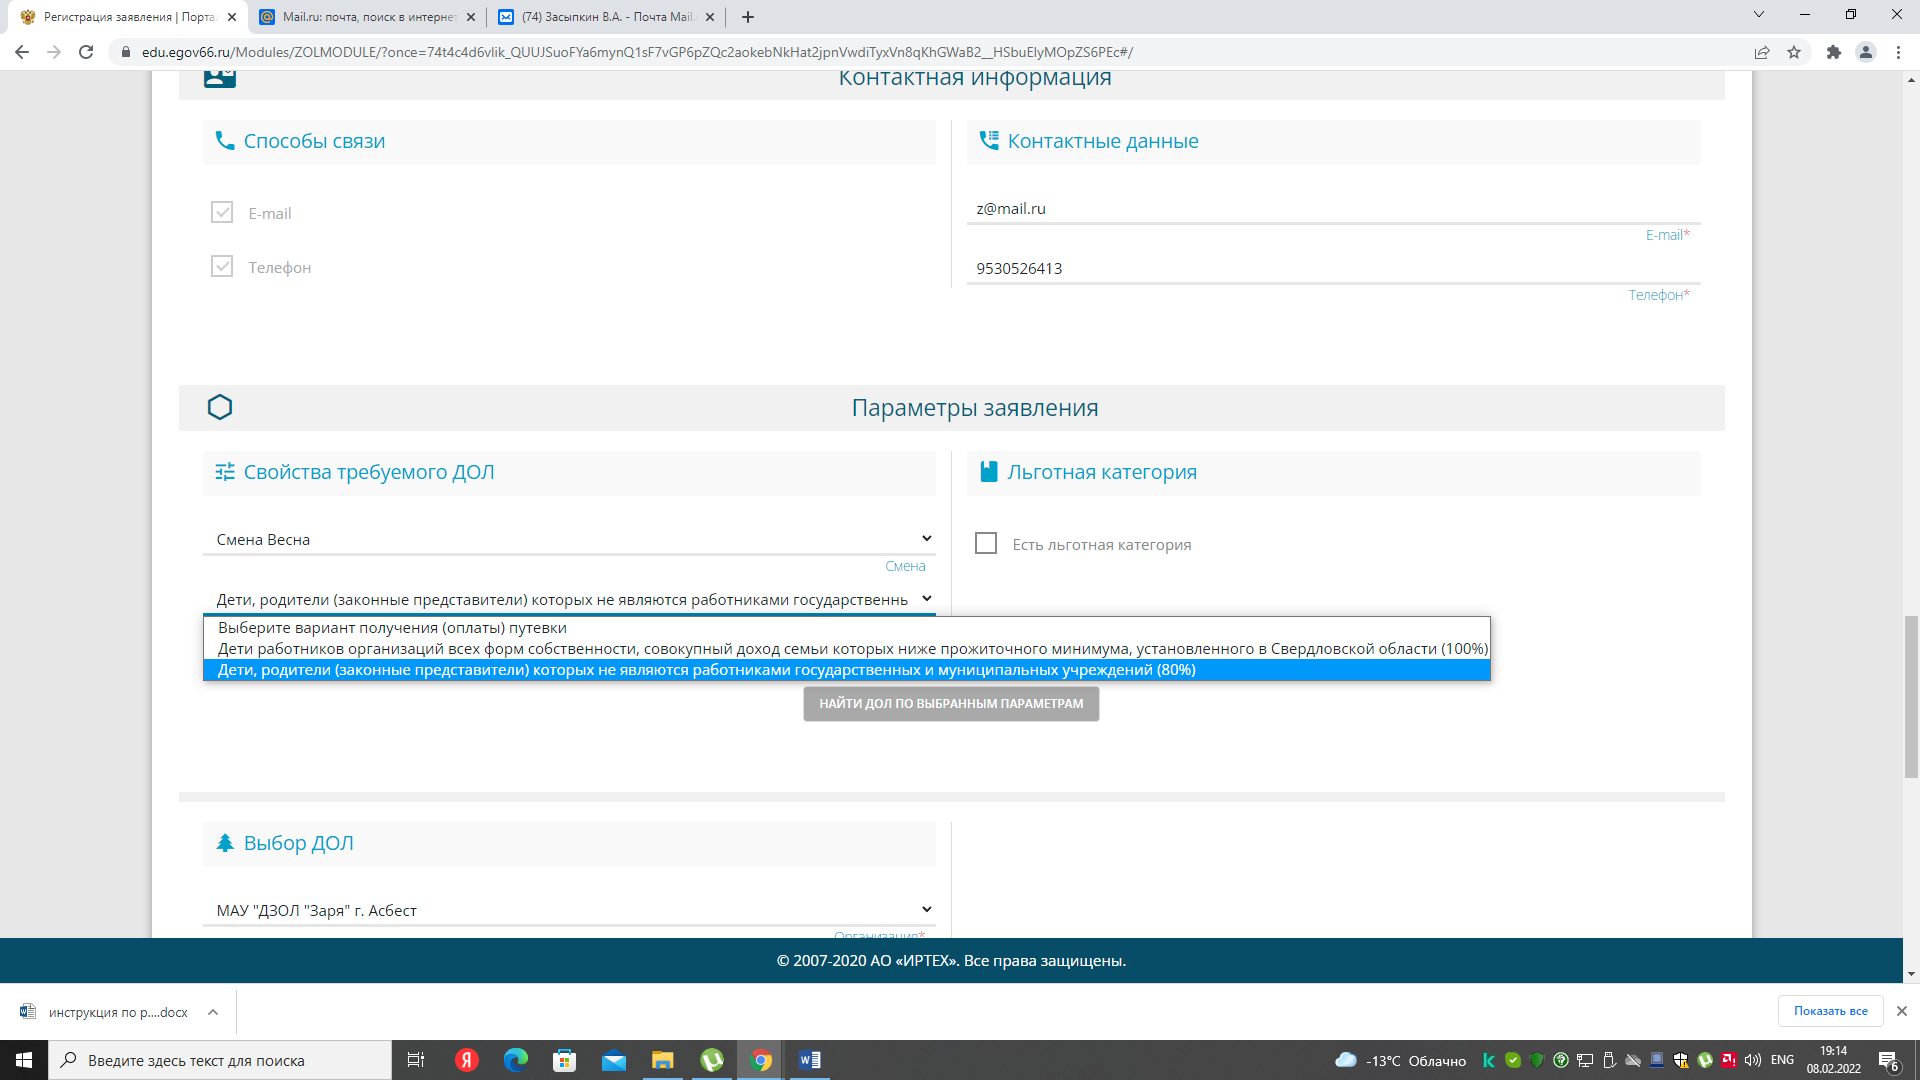 Регистрация заявления | Порта
Mail.ru: почта, поиск в интернет
(74) Засыпкин В.А. - Почта Mail.
edu.egov66.ru/Modules/ZOLMODULE/?once=74t4c4d6vlik_QUUJSuoFYa6mynQ1sF7vGP6pZQc2aokebNkHat2jpnVwdiTyxVn8qKhGWaB2__HSbuElyMOpZS6PEc#/
Контактная информация
Способы связи
Контактные данные
E-mail
z@mail.ru
E-mail*
Телефон
9530526413
Телефон*
Параметры заявления
Свойства требуемого ДОЛ
Льготная категория
Смена Весна
Смена
Есть льготная категория
Дети, родители (законные представители) которых не являются работниками государственнь
Выберите вариант получения (оплаты) путевки
Дети работников организаций всех форм собственности, совокупный доход семьи которых ниже прожиточного минимума, установленного в Свердловской области (100%)
Дети, родители (законные представители) которых не являются работниками государственных и муниципальных учреждений (80%)
НАЙТИ ДОЛ ПО ВЫБРАННЫМ ПАРАМЕТРАМ
Выбор ДОЛ
МАУ "ДЗОЛ "Заря" г. Асбест
Организация*
© 2007-2020 АО «ИРТЕХ». Все права защищены.
инструкция по р....docx
Показать все
Введите здесь текст для поиска
-13°C Облачно
ENG
19:14
08.02.2022
6